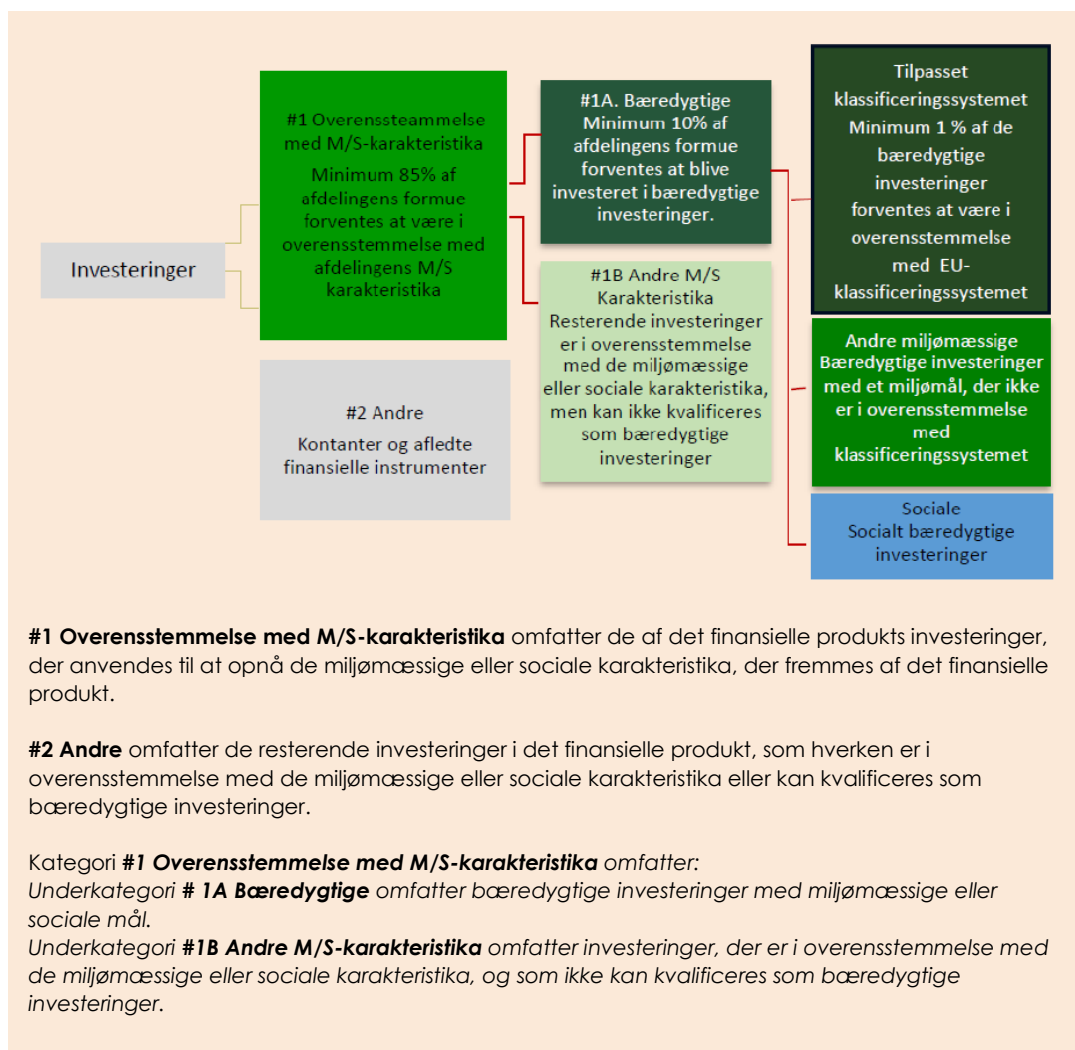 Investeringer
#1 Overenssteammelse
med M/S-karakteristika
Minimum 85% af
afdelingens formue
forventes at være i
overensstemmelse med
afdelingens M/S
karakteristika
#2 Andre
Kontanter og afledte
finansielle instrumenter
#1A. Bæredygtige
Minimum 10% af
afdelingens formue
forventes at blive
investeret i bæredygtige
investeringer.
#1B Andre M/S
Karakteristika
Resterende investeringer
er i overensstemmelse
med de miljømæssige
eller sociale karakteristika,
men kan ikke kvalificeres
som bæredygtige
investeringer
Tilpasset
klassificeringssystemet
Minimum 1 % af de
bæredygtige
investeringer
forventes at være i
overensstemmelse
med EU-
klassificeringssystemet
Andre miljømæssige
Bæredygtige investeringer
med et miljømål, der ikke
er i overensstemmelse
med
klassificeringssystemet
Sociale
Socialt bæredygtige
investeringer
#1 Overensstemmelse med M/S-karakteristika omfatter de af det finansielle produkts investeringer,
der anvendes til at opnå de miljømæssige eller sociale karakteristika, der fremmes af det finansielle
produkt.
#2 Andre omfatter de resterende investeringer i det finansielle produkt, som hverken er i
overensstemmelse med de miljømæssige eller sociale karakteristika eller kan kvalificeres som
bæredygtige investeringer.
Kategori #1 Overensstemmelse med M/S-karakteristika omfatter:
Underkategori # 1A Bæredygtige omfatter bæredygtige investeringer med miljømæssige eller
sociale mål.
Underkategori #1B Andre M/S-karakteristika omfatter investeringer, der er i overensstemmelse med
de miljømæssige eller sociale karakteristika, og som ikke kan kvalificeres som bæredygtige
investeringer.